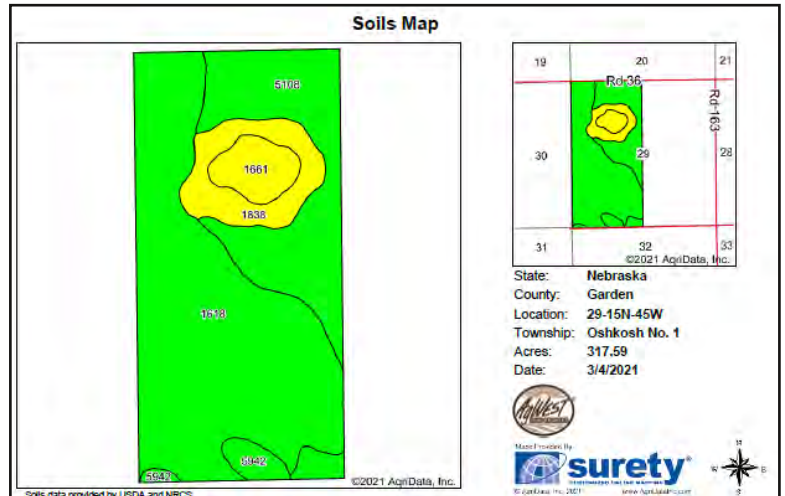 Soils Map
5108
1661
1838
1618
5942
5942
©2021 AgriData, Inc.
Soils data provided by USDA and NRCS
19
20
21
Rd-36
Rd-163
30
29
28
31
32
33
©2021 AgriData, Inc.
State: Nebraska
County: Garden
Location: 29-15N-45W
Township: Oshkosh No. 1
Acres: 317.59
Date: 3/4/2021
AgWEST
Maps Provided By
surety®
© AgriData, Inc. 2021 www.AgriDataInc.com
N
W
E
S